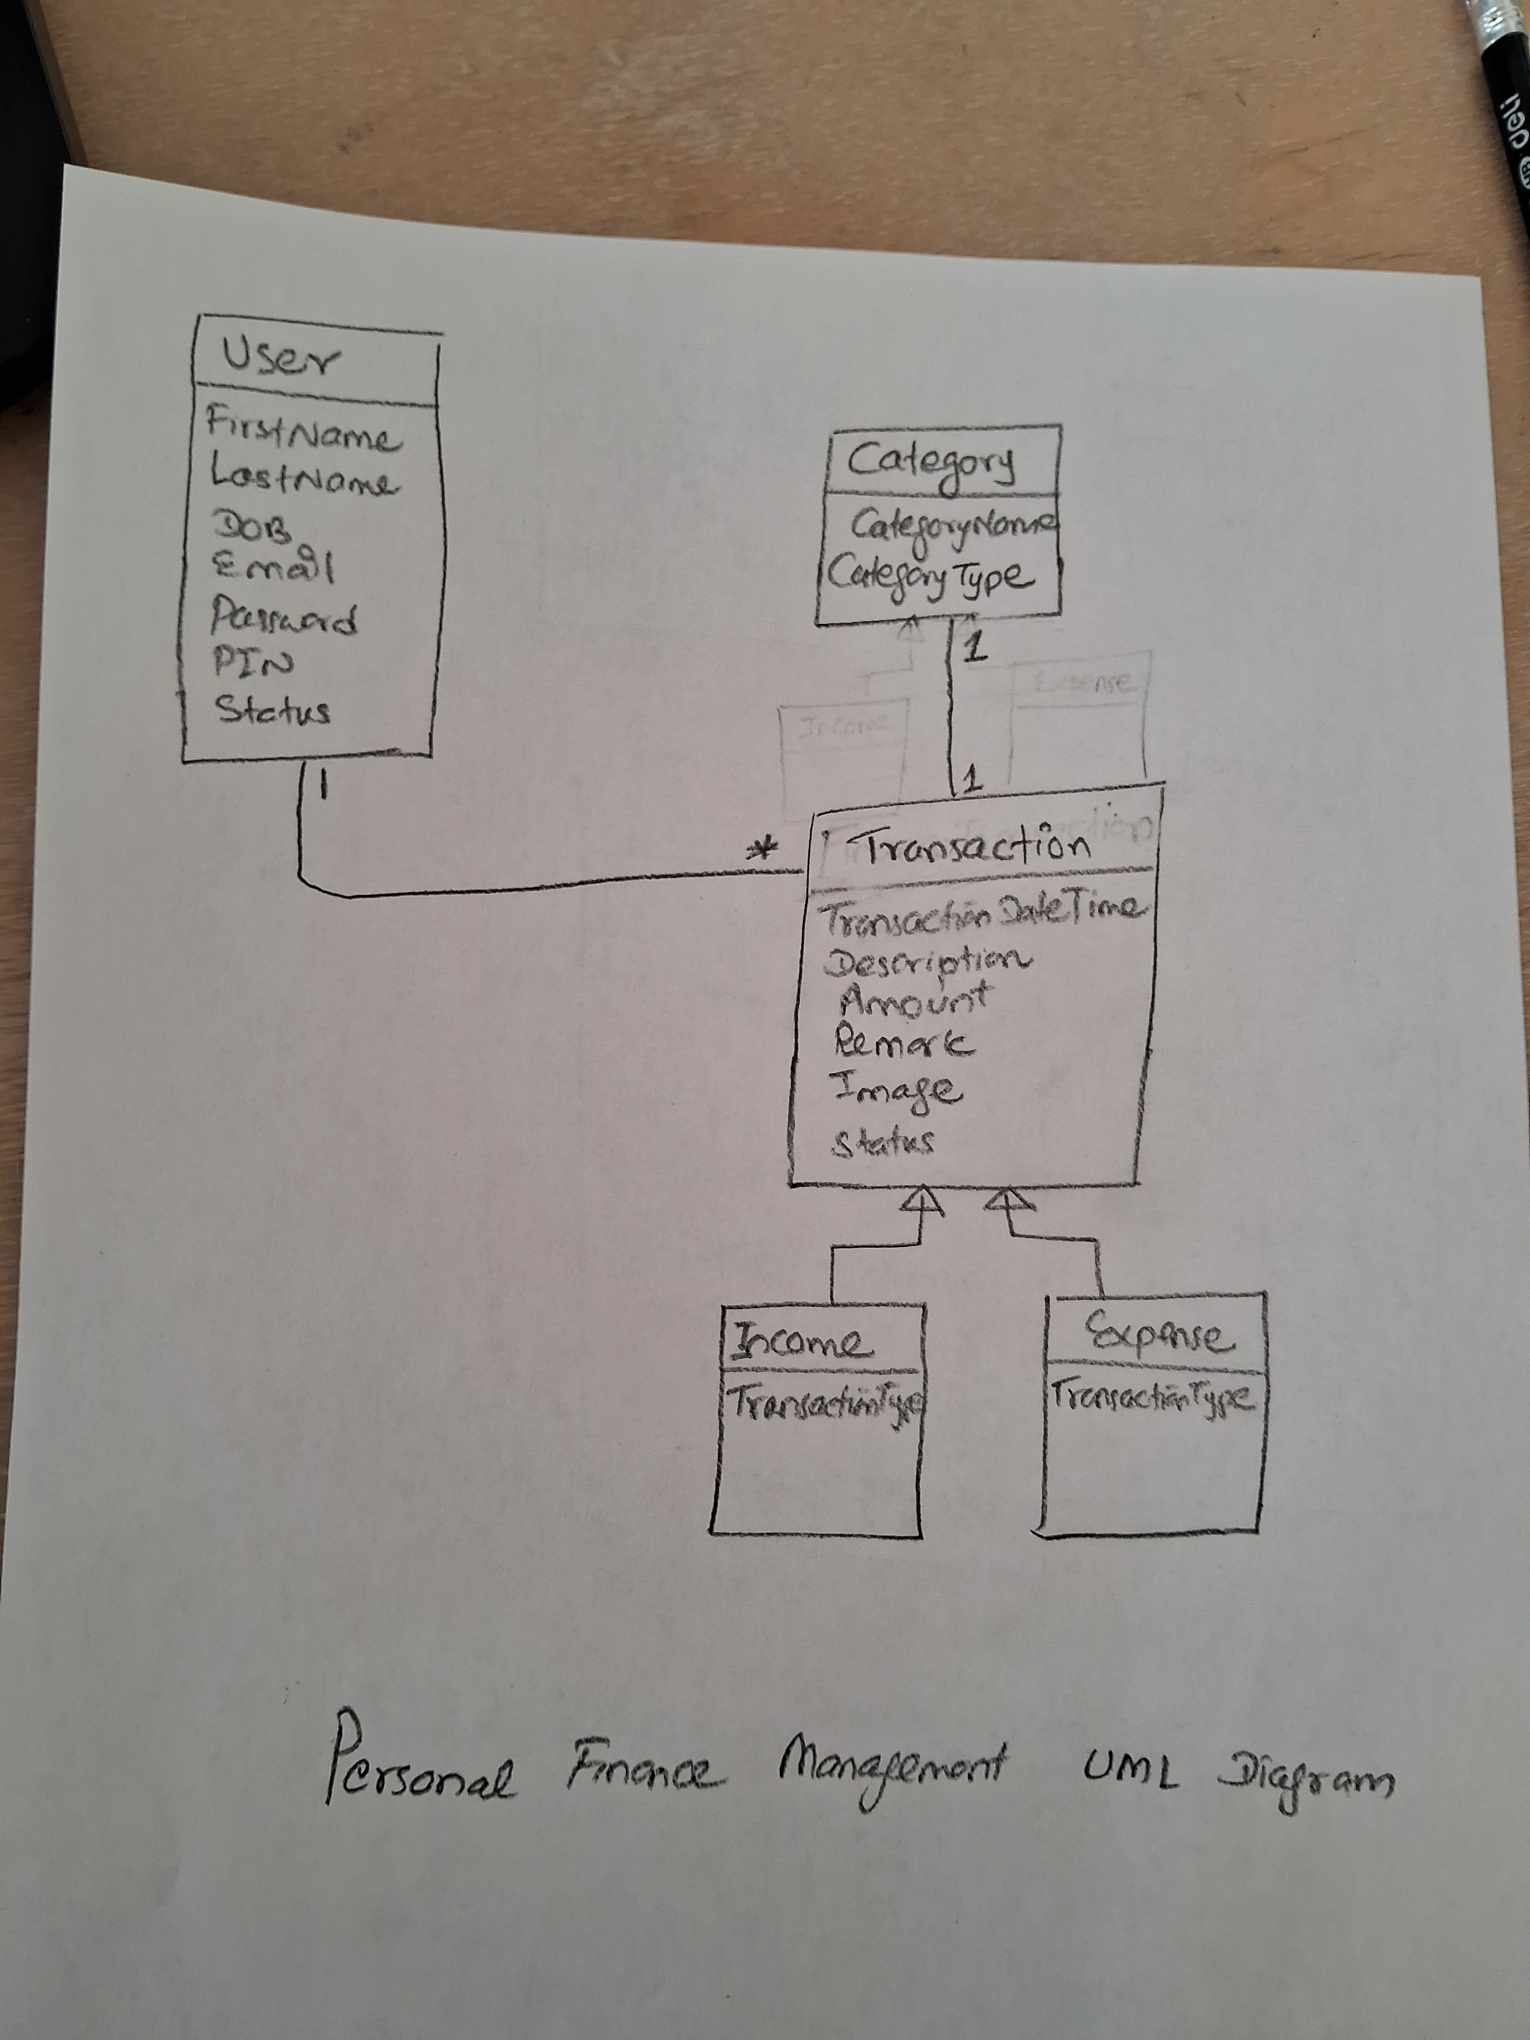 deli
User
FirstName
LastName
DOB
Email
Password
PIN
Status
1
*
Category
CategoryName
CategoryType
1
Expense
Income
1
Transaction
TransactionDateTime
Description
Amount
Remark
Image
Status
Income
TransactionType
Expense
TransactionType
Personal Finance Management UML Diagram